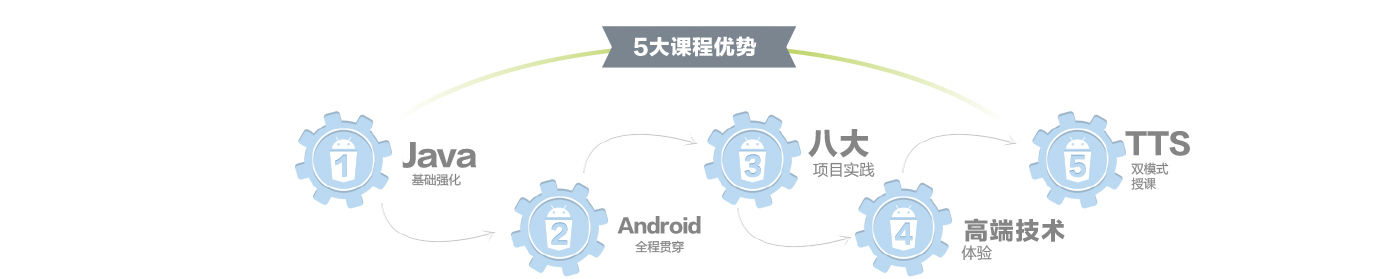 5大课程优势
1
Java
基础强化
2
Android
全程贯穿
3
八大
项目实践
4
高端技术
体验
5
TTS
双模式
授课